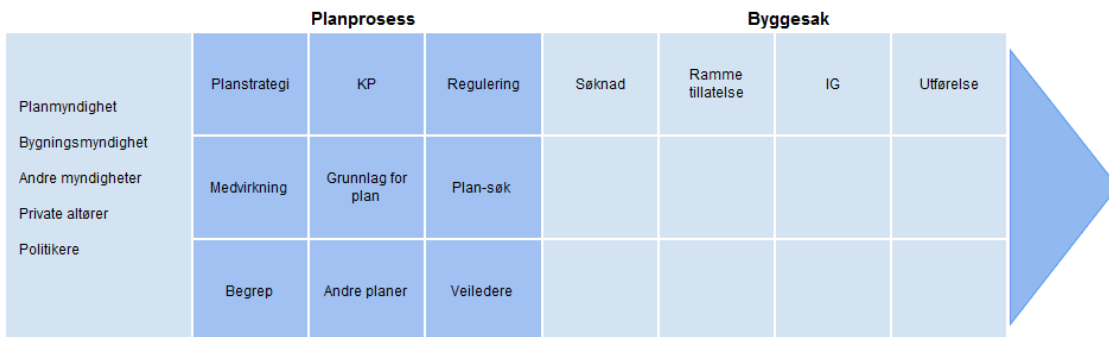 Planprosess
Byggesak
Planmyndighet
Bygningsmyndighet
Andre myndigheter
Private altører
Politikere
Planstrategi
KP
Regulering
Søknad
Ramme
tillatelse
IG
Utførelse
Medvirkning
Grunnlag for
plan
Plan-søk
Begrep
Andre planer
Veiledere